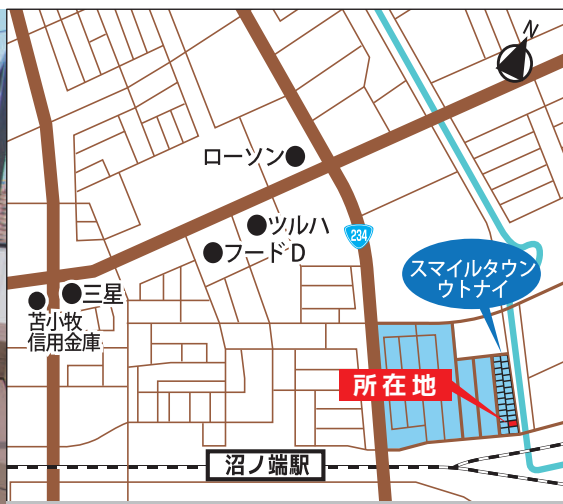 N
ローソン
ツルハ
フードD
234
スマイルタウン
ウトナイ
三星
苫小牧
信用金庫
所在地
沼ノ端駅